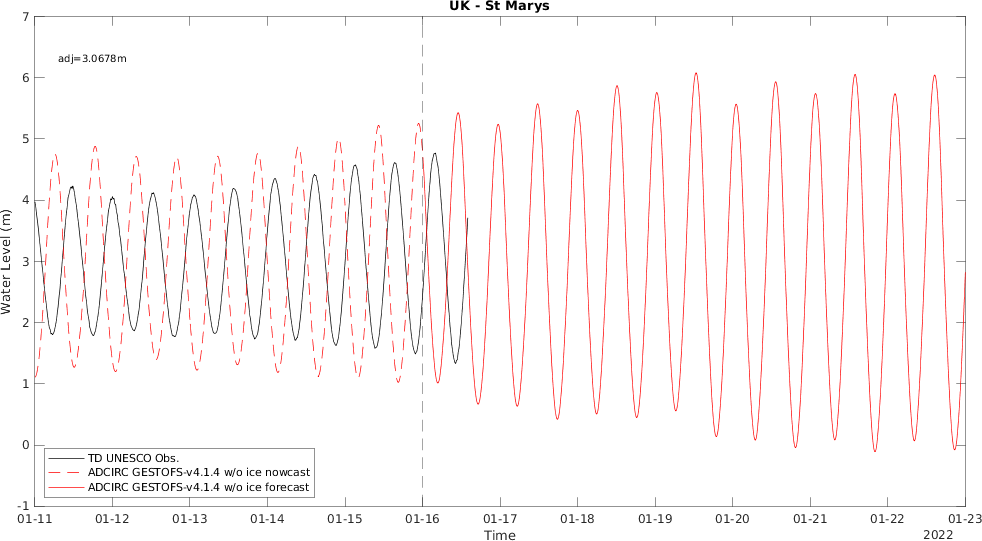 UK - St Marys
adj=3.0678m
Water Level (m)
7
6
5
4
3
2
1
0
-1
TD UNESCO Obs.
ADCIRC GESTOFS-v4.1.4 w/o ice nowcast
ADCIRC GESTOFS-v4.1.4 w/o ice forecast
01-11 01-12 01-13 01-14 01-15 01-16 01-17 01-18 01-19 01-20 01-21 01-22 01-23
Time
2022